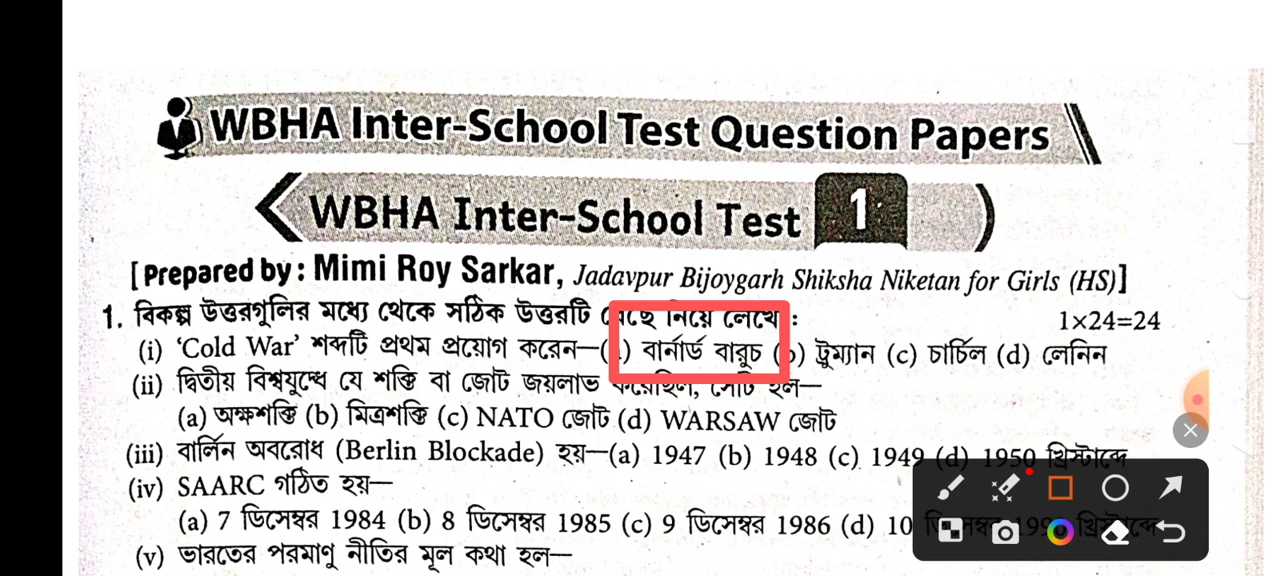 WBHA Inter-School Test Question Papers
WBHA Inter-School Test 1
[Prepared by : Mimi Roy Sarkar, Jadavpur Bijoygarh Shiksha Niketan for Girls (HS)]
1. বিকল্প উত্তরগুলির মধ্যে থেকে সঠিক উত্তরটি বেছে নিয়ে লেখো : 1×24=24
(i) ‘Cold War’ শব্দটি প্রথম প্রয়োগ করেন—(a) বার্নার্ড বারুচ (b) ট্রুম্যান (c) চার্চিল (d) লেনিন
(ii) দ্বিতীয় বিশ্বযুদ্ধে যে শক্তি বা জোট জয়লাভ করেছিল, সেটি হল—
(a) অক্ষশক্তি (b) মিত্রশক্তি (c) NATO জোট (d) WARSAW জোট
(iii) বার্লিন অবরোধ (Berlin Blockade) হয়—(a) 1947 (b) 1948 (c) 1949 (d) 1950 খ্রিস্টাব্দে
(iv) SAARC গঠিত হয়—
(a) 7 ডিসেম্বর 1984 (b) 8 ডিসেম্বর 1985 (c) 9 ডিসেম্বর 1986 (d) 10
(v) ভারতের পরমাণু নীতির মূল কথা হল—